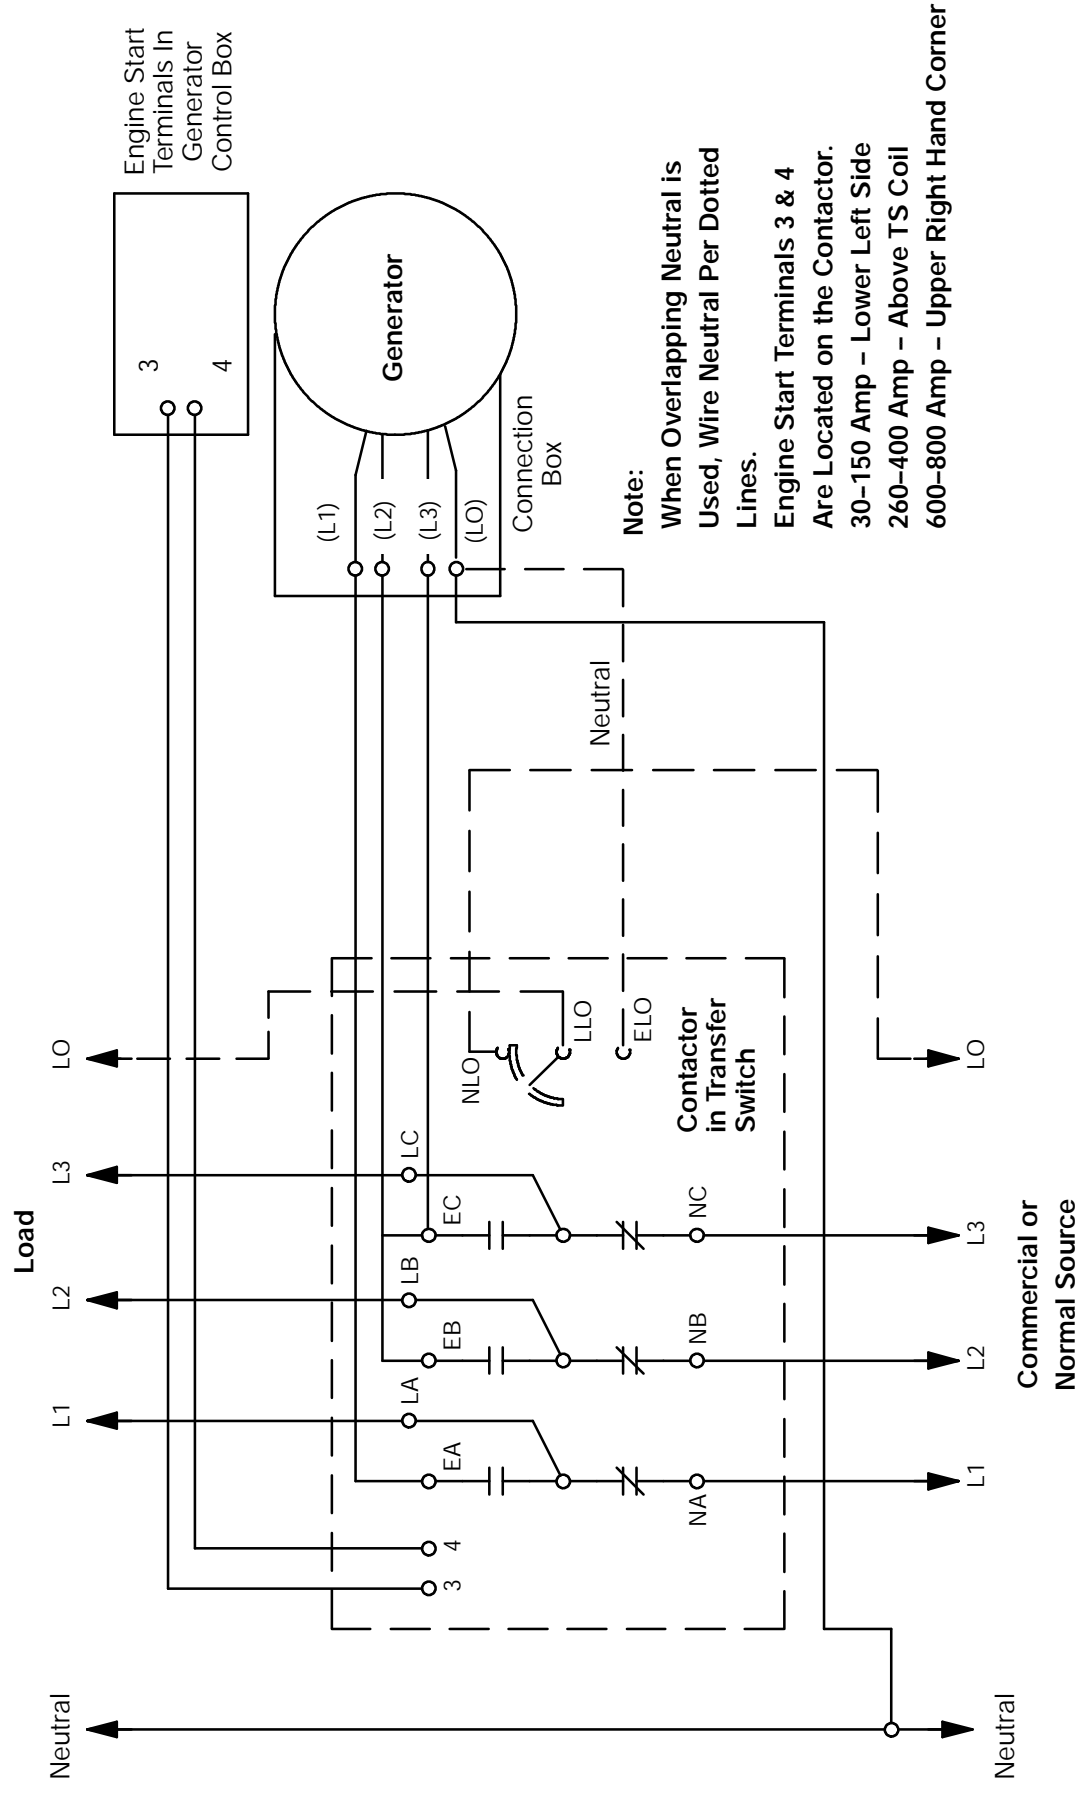 Load
Neutral
L1
L2
L3
LO
Engine Start
Terminals In
Generator
Control Box
3
4
Generator
(L1)
(L2)
(L3)
(LO)
Connection
Box
3
4
EA
LA
EB
LB
EC
LC
NLO
LLO
ELO
Neutral
NA
NB
NC
Contactor
in Transfer
Switch
Note:
When Overlapping Neutral is
Used, Wire Neutral Per Dotted
Lines.
Engine Start Terminals 3 & 4
Are Located on the Contactor.
30–150 Amp – Lower Left Side
260–400 Amp – Above TS Coil
600–800 Amp – Upper Right Hand Corner
Neutral
L1
L2
L3
LO
Commercial or
Normal Source